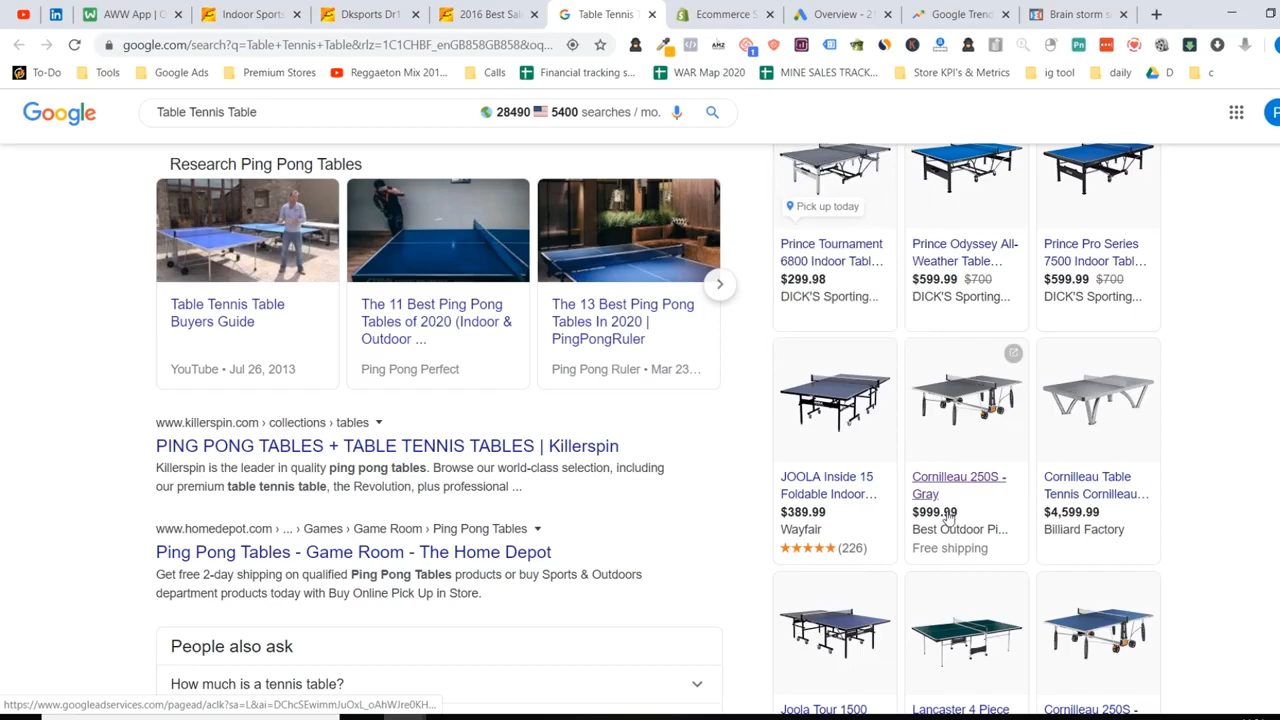 AWW App | O
Indoor Sports
Dksports Dr1
2016 Best Sal
Table Tennis T
Ecommerce S
Overview - 21
Google Trend
Brain storm s
google.com/search?q=Table+Tennis+Table&rlz=1C1CHBF_enGB858GB858&oq...
To-Do
Tools
Google Ads
Premium Stores
Reggaeton Mix 201...
Calls
Financial tracking s...
WAR Map 2020
MINE SALES TRACK...
Store KPI's & Metrics
ig tool
daily
D
c
Google
Table Tennis Table
28490 5400 searches / mo.
Research Ping Pong Tables
Table Tennis Table
Buyers Guide
YouTube • Jul 26, 2013
The 11 Best Ping Pong
Tables of 2020 (Indoor &
Outdoor ...
Ping Pong Perfect
The 13 Best Ping Pong
Tables In 2020 |
PingPongRuler
Ping Pong Ruler • Mar 23...
www.killerspin.com › collections › tables
PING PONG TABLES + TABLE TENNIS TABLES | Killerspin
Killerspin is the leader in quality ping pong tables. Browse our world-class selection, including
our premium table tennis table, the Revolution, plus professional ...
www.homedepot.com › ... › Games › Game Room › Ping Pong Tables
Ping Pong Tables - Game Room - The Home Depot
Get free 2-day shipping on qualified Ping Pong Tables products or buy Sports & Outdoors
department products today with Buy Online Pick Up in Store.
People also ask
How much is a tennis table?
Pick up today
Prince Tournament
6800 Indoor Tabl...
$299.98
DICK'S Sporting...
Prince Odyssey All-
Weather Table...
$599.99 $700
DICK'S Sporting...
Prince Pro Series
7500 Indoor Tabl...
$599.99 $700
DICK'S Sporting...
JOOLA Inside 15
Foldable Indoor...
$389.99
Wayfair
(226)
Cornilleau 250S -
Gray
$999.99
Best Outdoor Pi...
Free shipping
Cornilleau Table
Tennis Cornilleau...
$4,599.99
Billiard Factory
Joola Tour 1500
Lancaster 4 Piece
Cornilleau 250S -